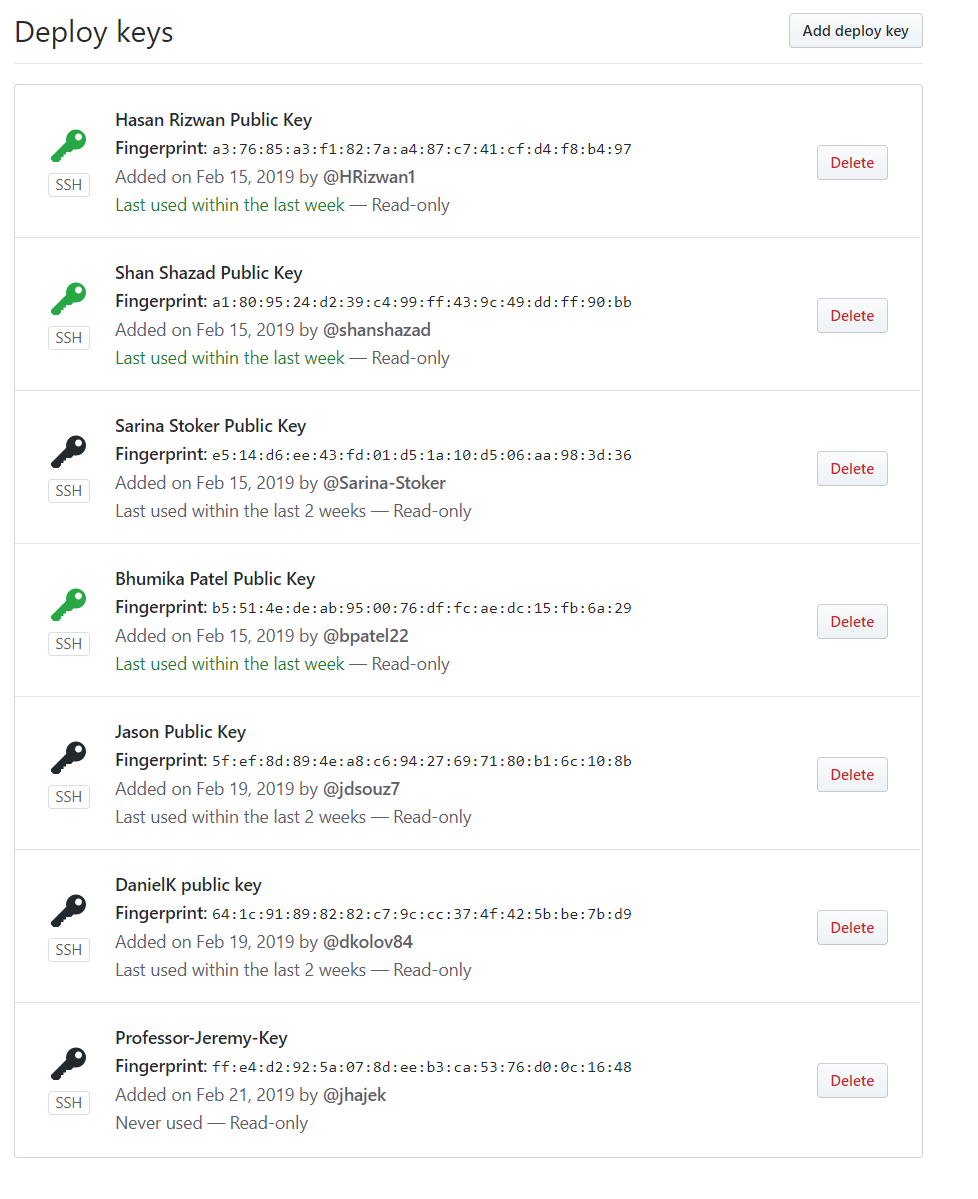 Deploy keys
Add deploy key
Hasan Rizwan Public Key
Fingerprint: a3:76:85:a3:f1:82:7a:a4:87:c7:41:cf:d4:f8:b4:97
Added on Feb 15, 2019 by @HRizwan1
Last used within the last week — Read-only
SSH
Delete
Shan Shazad Public Key
Fingerprint: a1:80:95:24:d2:39:c4:99:ff:43:9c:49:dd:ff:90:bb
Added on Feb 15, 2019 by @shanshazad
Last used within the last week — Read-only
SSH
Delete
Sarina Stoker Public Key
Fingerprint: e5:14:d6:ee:43:fd:01:d5:1a:10:d5:06:aa:98:3d:36
Added on Feb 15, 2019 by @Sarina-Stoker
Last used within the last 2 weeks — Read-only
SSH
Delete
Bhumika Patel Public Key
Fingerprint: b5:51:4e:de:ab:95:00:76:df:fc:ae:dc:15:fb:6a:29
Added on Feb 15, 2019 by @bpatel22
Last used within the last week — Read-only
SSH
Delete
Jason Public Key
Fingerprint: 5f:ef:8d:89:4e:a8:c6:94:27:69:71:80:b1:6c:10:8b
Added on Feb 19, 2019 by @jdsouz7
Last used within the last 2 weeks — Read-only
SSH
Delete
DanielK public key
Fingerprint: 64:1c:91:89:82:82:c7:9c:cc:37:4f:42:5b:be:7b:d9
Added on Feb 19, 2019 by @dkolov84
Last used within the last 2 weeks — Read-only
SSH
Delete
Professor-Jeremy-Key
Fingerprint: ff:e4:d2:92:5a:07:8d:ee:b3:ca:53:76:d0:0c:16:48
Added on Feb 21, 2019 by @jhajek
Never used — Read-only
SSH
Delete